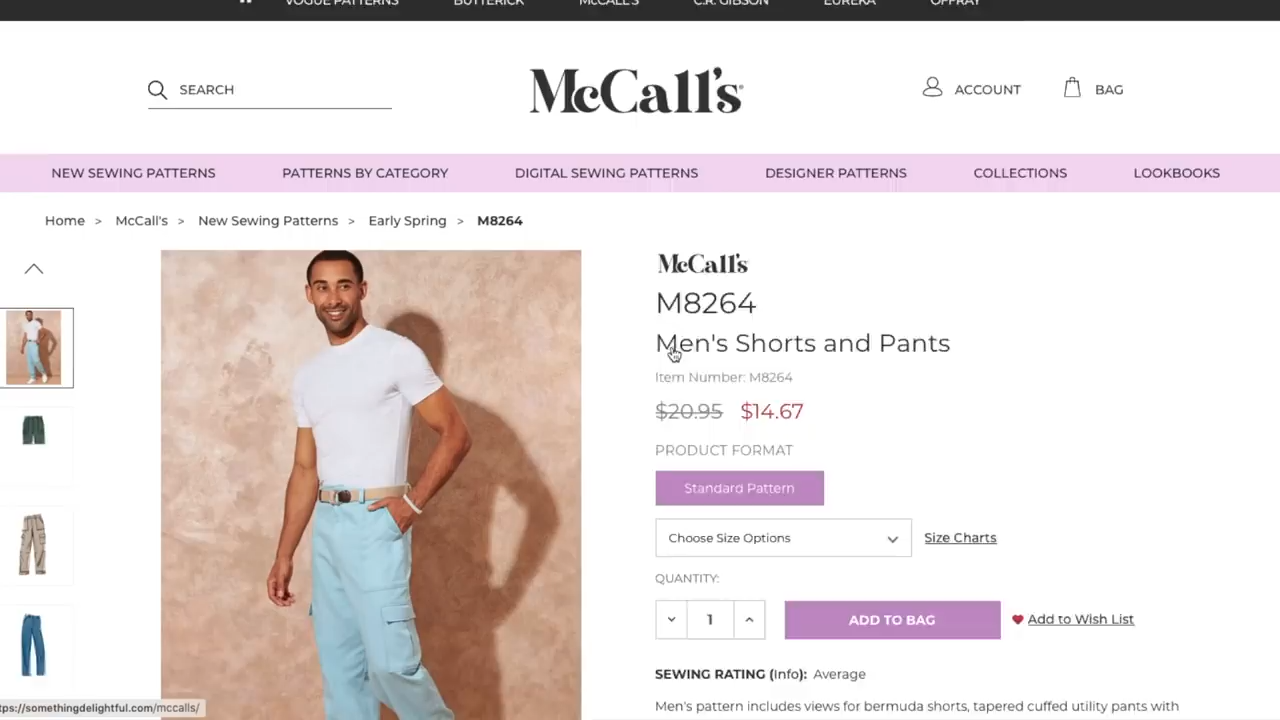 VOGUE PATTERNS BUTTERICK McCALL'S C.R. GIBSON EUREKA OFFRAY
SEARCH
McCall's
ACCOUNT
BAG
NEW SEWING PATTERNS PATTERNS BY CATEGORY DIGITAL SEWING PATTERNS DESIGNER PATTERNS COLLECTIONS LOOKBOOKS
Home > McCall's > New Sewing Patterns > Early Spring > M8264
McCall's
M8264
Men's Shorts and Pants
Item Number: M8264
$20.95 $14.67
PRODUCT FORMAT
Standard Pattern
Choose Size Options
Size Charts
QUANTITY:
1
ADD TO BAG
Add to Wish List
SEWING RATING (Info): Average
Men's pattern includes views for bermuda shorts, tapered cuffed utility pants with
tps://somethingdelightful.com/mccalls/